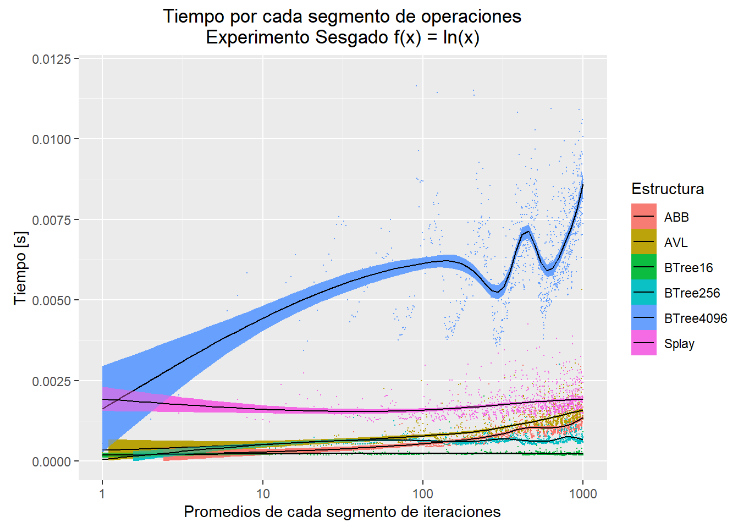 Tiempo por cada segmento de operaciones
Experimento Sesgado f(x) = ln(x)
Tiempo [s]
0.0125
0.0100
0.0075
0.0050
0.0025
0.0000
1
10
100
1000
Promedios de cada segmento de iteraciones
Estructura
ABB
AVL
BTree16
BTree256
BTree4096
Splay